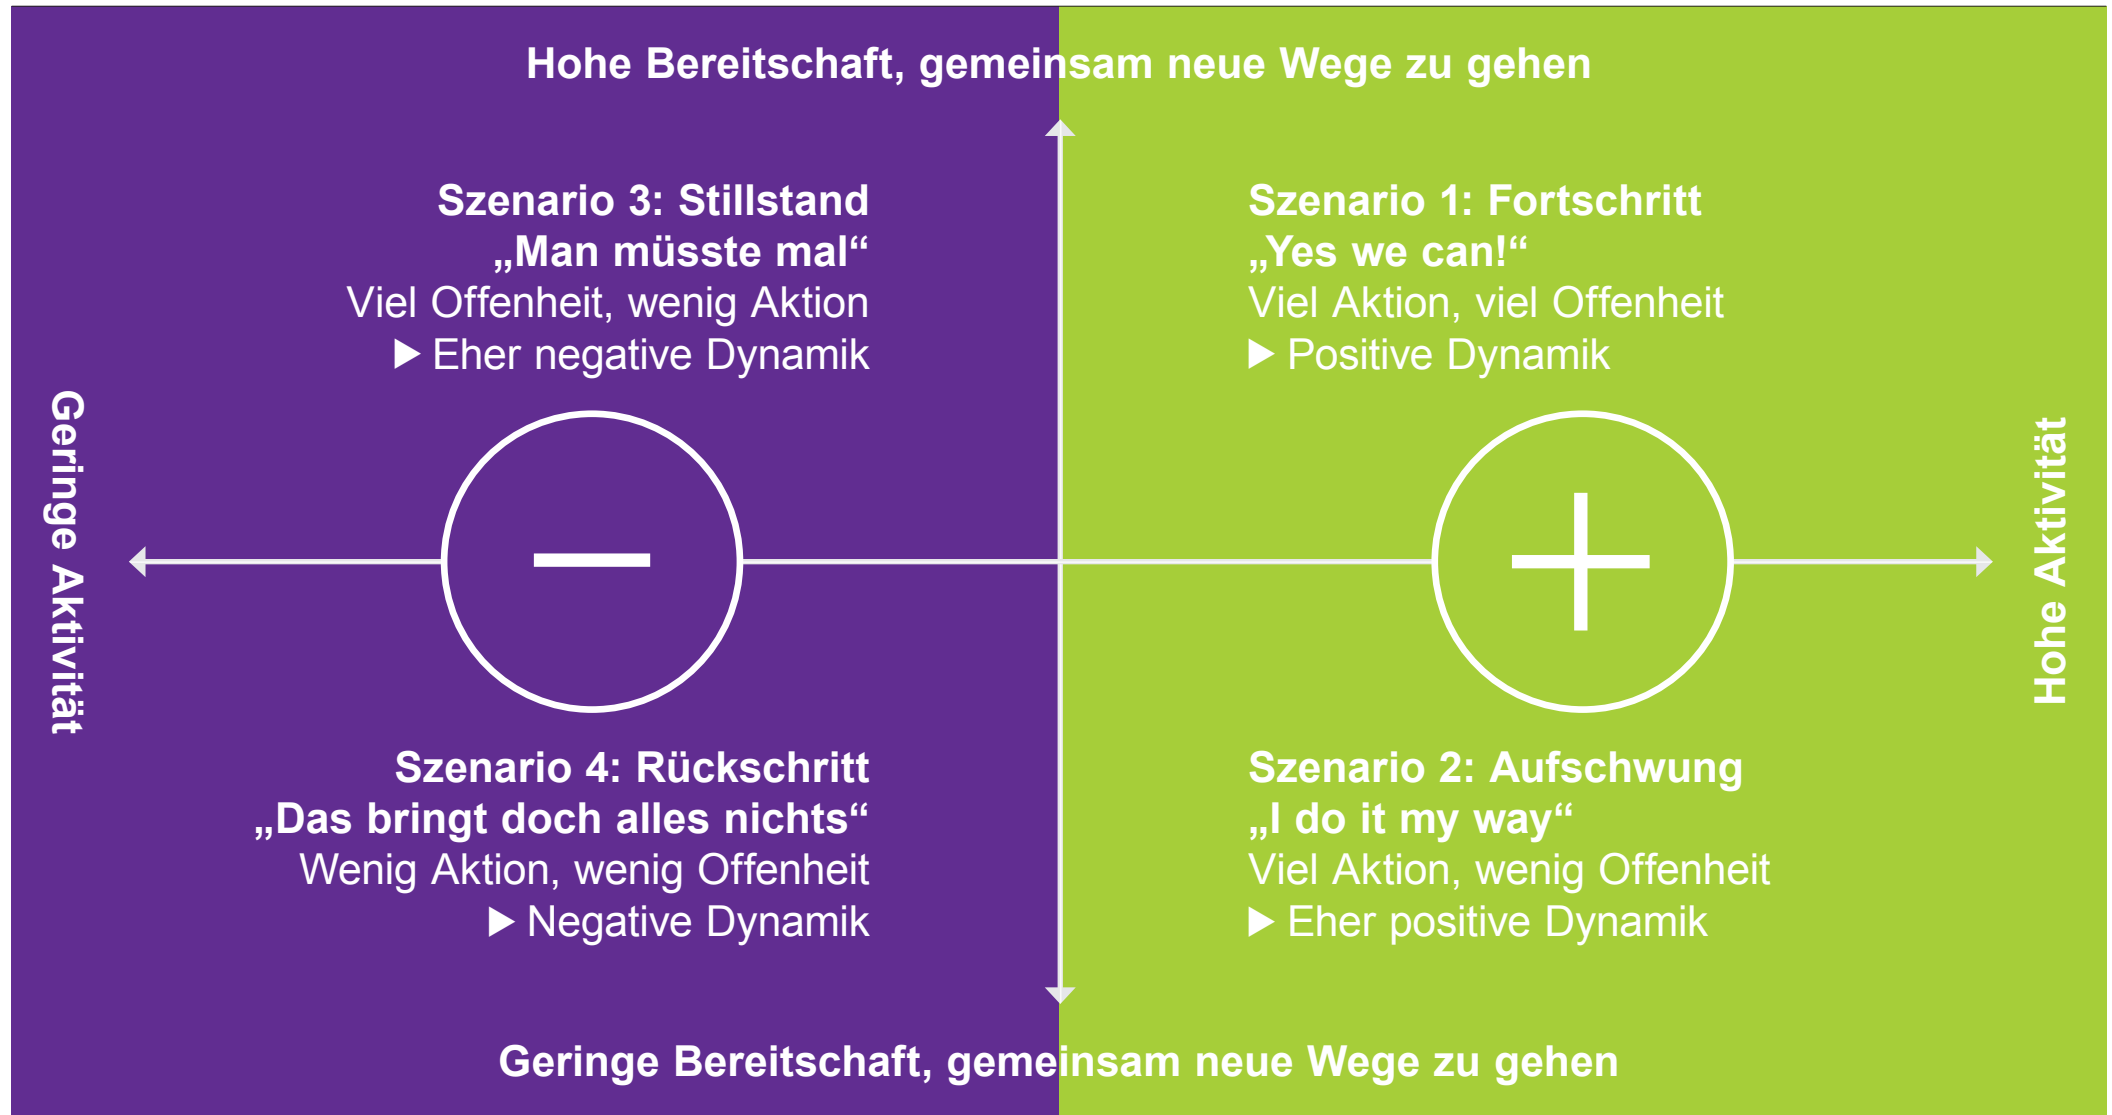 Hohe Bereitschaft, gemeinsam neue Wege zu gehen
Szenario 3: Stillstand
„Man müsste mal“
Viel Offenheit, wenig Aktion
▶ Eher negative Dynamik
Szenario 1: Fortschritt
„Yes we can!“
Viel Aktion, viel Offenheit
▶ Positive Dynamik
Geringe Aktivität
Hohe Aktivität
Szenario 4: Rückschritt
„Das bringt doch alles nichts“
Wenig Aktion, wenig Offenheit
▶ Negative Dynamik
Szenario 2: Aufschwung
„I do it my way“
Viel Aktion, wenig Offenheit
▶ Eher positive Dynamik
Geringe Bereitschaft, gemeinsam neue Wege zu gehen